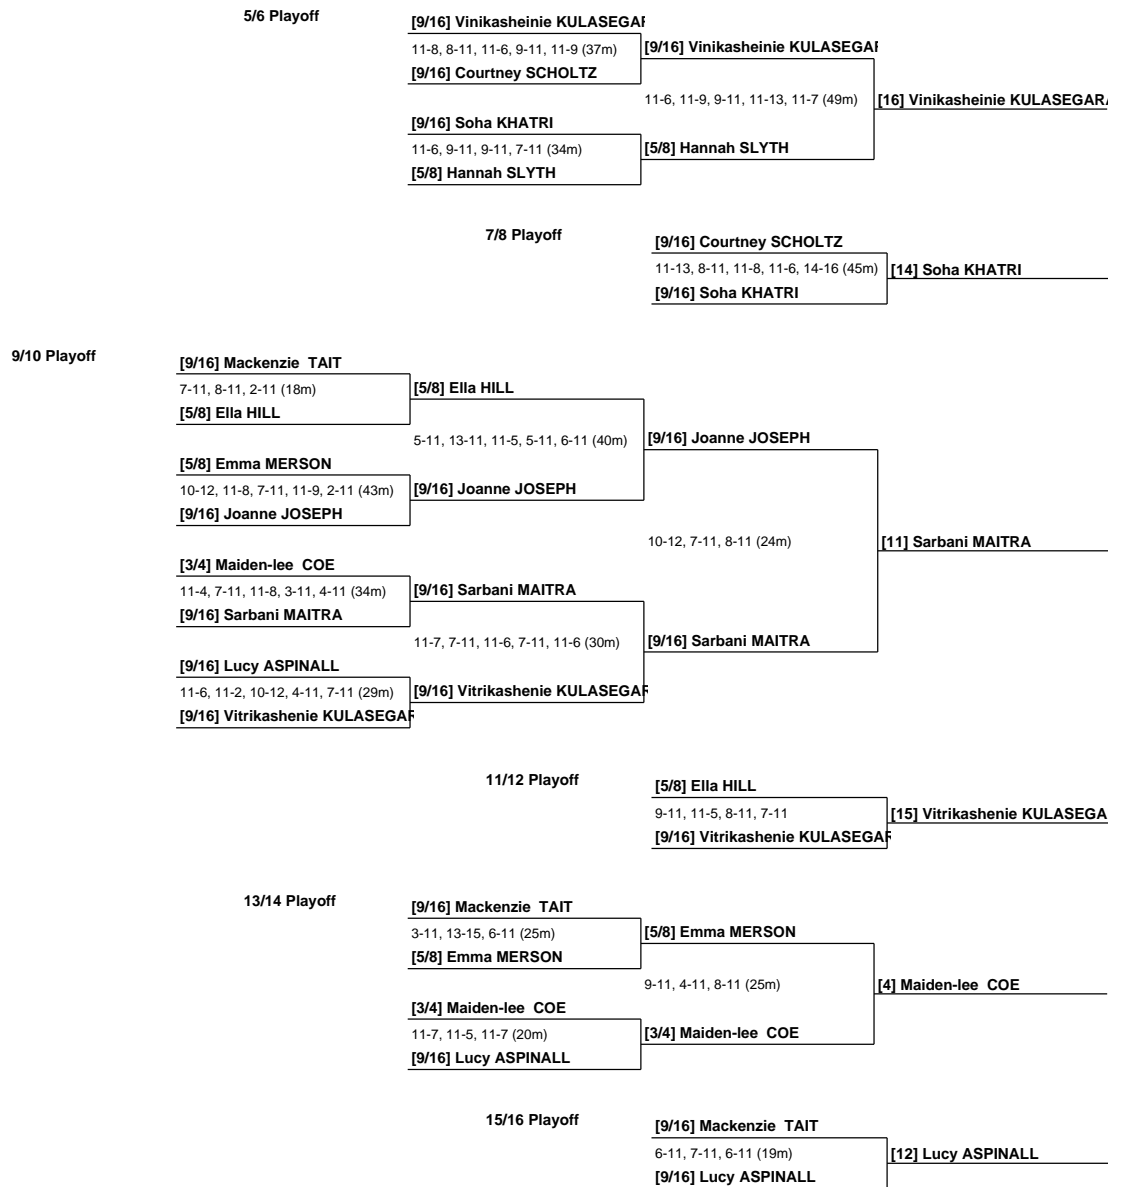 5/6 Playoff
[9/16] Vinikasheinie KULASEGAR
11-8, 8-11, 11-6, 9-11, 11-9 (37m)
[9/16] Courtney SCHOLTZ
[9/16] Vinikasheinie KULASEGAR
11-6, 11-9, 9-11, 11-13, 11-7 (49m)
[16] Vinikasheinie KULASEGARA
[9/16] Soha KHATRI
11-6, 9-11, 9-11, 7-11 (34m)
[5/8] Hannah SLYTH
[5/8] Hannah SLYTH
7/8 Playoff
[9/16] Courtney SCHOLTZ
11-13, 8-11, 11-8, 11-6, 14-16 (45m)
[9/16] Soha KHATRI
[14] Soha KHATRI
9/10 Playoff
[9/16] Mackenzie TAIT
7-11, 8-11, 2-11 (18m)
[5/8] Ella HILL
[5/8] Ella HILL
5-11, 13-11, 11-5, 5-11, 6-11 (40m)
[9/16] Joanne JOSEPH
[5/8] Emma MERSON
10-12, 11-8, 7-11, 11-9, 2-11 (43m)
[9/16] Joanne JOSEPH
[9/16] Joanne JOSEPH
10-12, 7-11, 8-11 (24m)
[11] Sarbani MAITRA
[3/4] Maiden-lee COE
11-4, 7-11, 11-8, 3-11, 4-11 (34m)
[9/16] Sarbani MAITRA
[9/16] Sarbani MAITRA
11-7, 7-11, 11-6, 7-11, 11-6 (30m)
[9/16] Sarbani MAITRA
[9/16] Lucy ASPINALL
11-6, 11-2, 10-12, 4-11, 7-11 (29m)
[9/16] Vitrikashenie KULASEGAR
[9/16] Vitrikashenie KULASEGAR
11/12 Playoff
[5/8] Ella HILL
9-11, 11-5, 8-11, 7-11
[9/16] Vitrikashenie KULASEGAR
[15] Vitrikashenie KULASEGA
13/14 Playoff
[9/16] Mackenzie TAIT
3-11, 13-15, 6-11 (25m)
[5/8] Emma MERSON
[5/8] Emma MERSON
9-11, 4-11, 8-11 (25m)
[4] Maiden-lee COE
[3/4] Maiden-lee COE
11-7, 11-5, 11-7 (20m)
[9/16] Lucy ASPINALL
[3/4] Maiden-lee COE
15/16 Playoff
[9/16] Mackenzie TAIT
6-11, 7-11, 6-11 (19m)
[9/16] Lucy ASPINALL
[12] Lucy ASPINALL